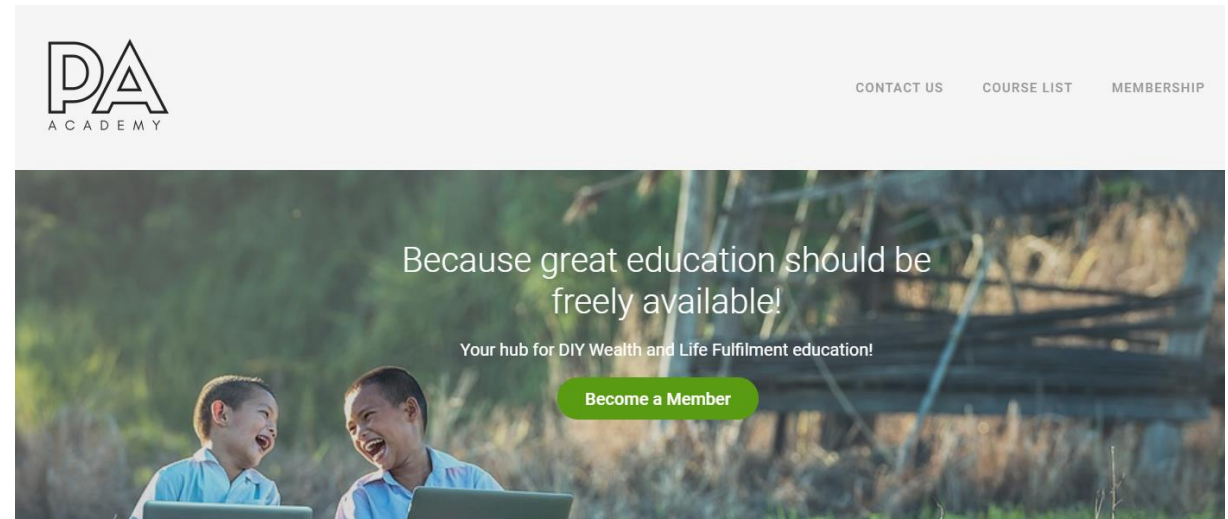 PA
ACADEMY
CONTACT US COURSE LIST MEMBERSHIP
Because great education should be
freely available!
Your hub for DIY Wealth and Life Fulfilment education!
Become a Member